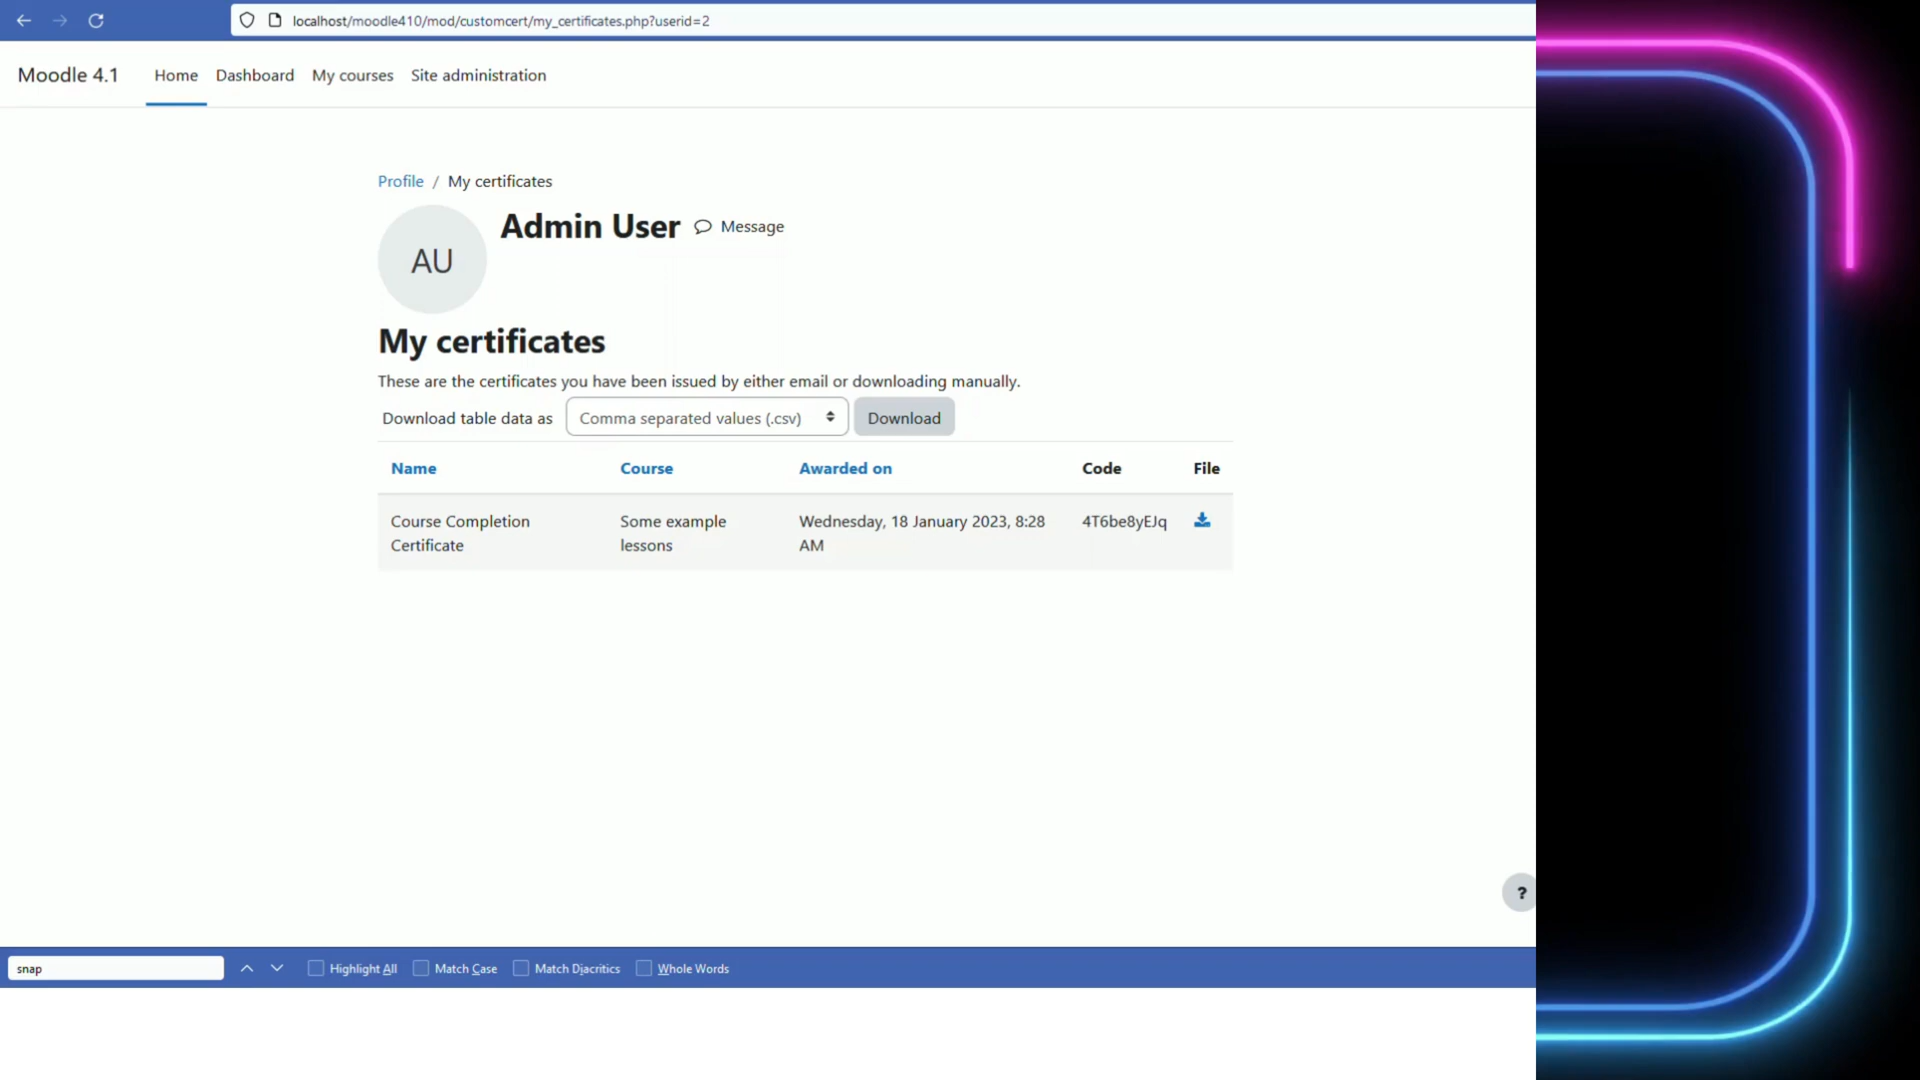 localhost/moodle410/mod/customcert/my_certificates.php?userid=2
Moodle 4.1 Home Dashboard My courses Site administration
Profile / My certificates
AU
Admin User Message
My certificates
These are the certificates you have been issued by either email or downloading manually.
Download table data as Comma separated values (.csv) Download
Name Course Awarded on Code File
Course Completion Some example Wednesday, 18 January 2023, 8:28 4T6be8yEJq
Certificate lessons AM
?
snap Highlight All Match Case Match Diacritics Whole Words